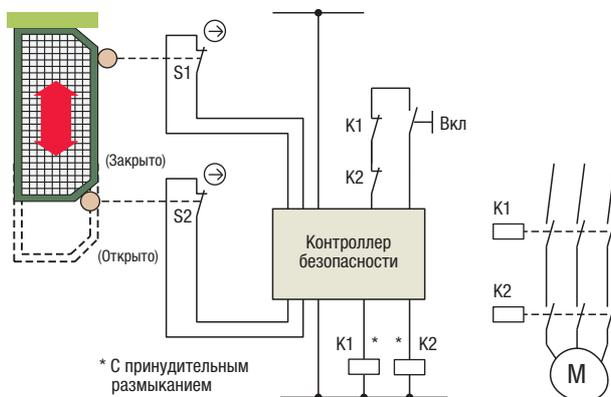 S1
K1
Вкл
(Закрыто)
K2
S2
K1
(Открыто)
Контроллер
безопасности
K2
K1 * * K2
* С принудительным
размыканием
M